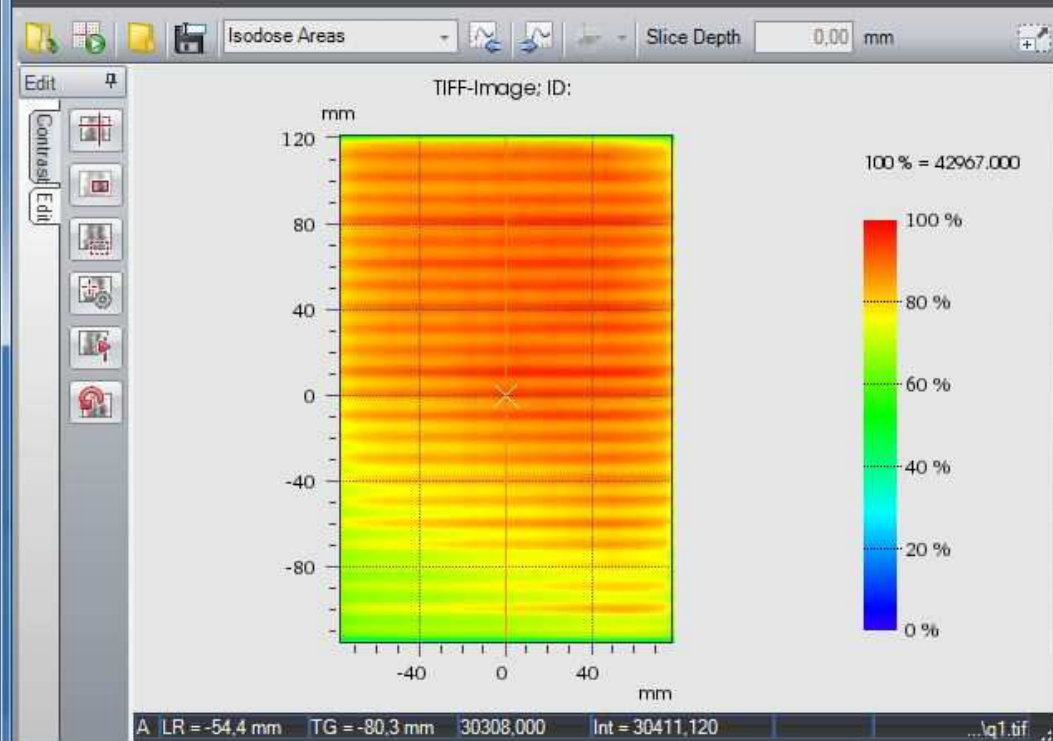 Isodose Areas
Slice Depth 0,00 mm
Edit
Contrast
Edit
TIFF-Image; ID:
mm
120
80
40
0
-40
-80
-40 0 40
mm
100 % = 42967.000
100 %
80 %
60 %
40 %
20 %
0 %
A LR = -54,4 mm TG = -80,3 mm 30308,000 Int = 30411,120 ...\q1.tif